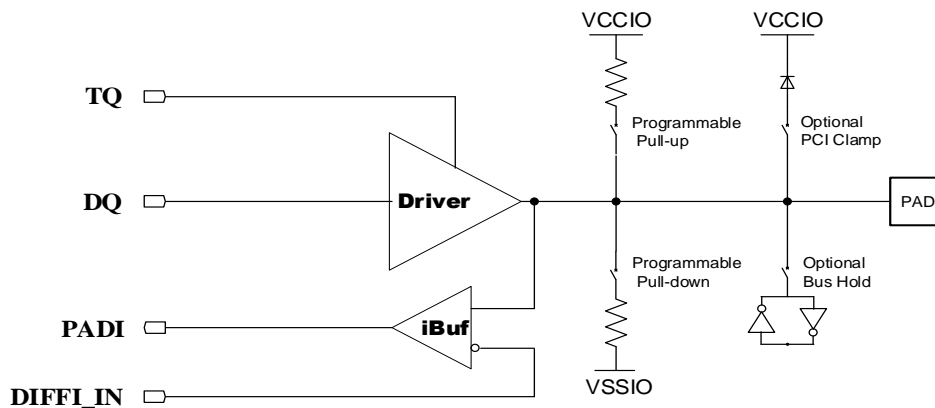 VCCIO
VCCIO
TQ
Programmable
Pull-up
Optional
PCI Clamp
DQ
Driver
PAD
Programmable
Pull-down
Optional
Bus Hold
PADI
iBuf
VSSIO
DIFFI_IN